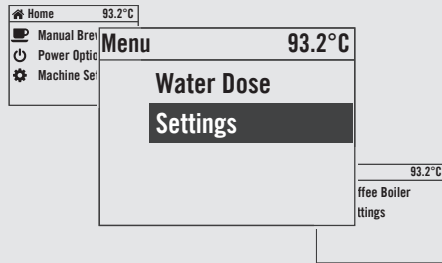 Home 93.2°C
Manual Brew
Power Optio
Machine Set
Menu 93.2°C
Water Dose
Settings
93.2°C
ffee Boiler
ttings